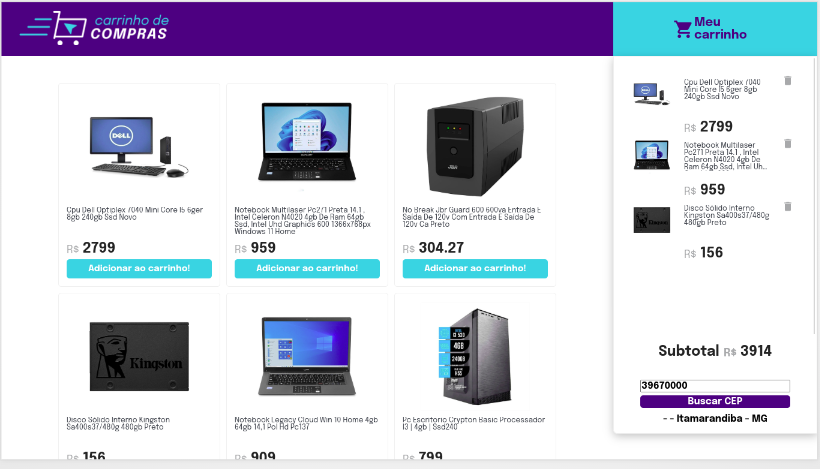 carrinho de
COMPRAS
Meu
carrinho
DELL
Cpu Dell Optiplex 7040 Mini Core I5 6ger
8gb 240gb Ssd Novo
R$ 2799
Adicionar ao carrinho!
Notebook Multilaser Pc271 Preta 14.1 ,
Intel Celeron N4020 4gb De Ram 64gb
Ssd, Intel Uhd Graphics 600 1366x768px
Windows 11 Home
R$ 959
Adicionar ao carrinho!
No Break Jbr Guard 600 600va Entrada E
Saída De 120v Com Entrada E Saída De
120v Ca Preto
R$ 304.27
Adicionar ao carrinho!
Kingston
Disco Sólido Interno Kingston
Sa400s37/480g 480gb Preto
R$ 156
Notebook Legacy Cloud Win 10 Home 4gb
64gb 14,1 Pol Hd Pc137
R$ 909
4GB
240GB
Pc Escritorio Crypton Basic Processador
I3 | 4gb | Ssd240
R$ 799
Cpu Dell Optiplex 7040
Mini Core I5 6ger 8gb
240gb Ssd Novo
R$ 2799
Notebook Multilaser
Pc271 Preta 14.1 , Intel
Celeron N4020 4gb De
Ram 64gb Ssd, Intel Uh...
R$ 959
Disco Sólido Interno
Kingston Sa400s37/480g
480gb Preto
R$ 156
Subtotal R$ 3914
39670000
Buscar CEP
- - Itamarandiba - MG